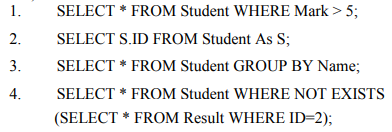 1. SELECT * FROM Student WHERE Mark > 5;
2. SELECT S.ID FROM Student As S;
3. SELECT * FROM Student GROUP BY Name;
4. SELECT * FROM Student WHERE NOT EXISTS
(SELECT * FROM Result WHERE ID=2);